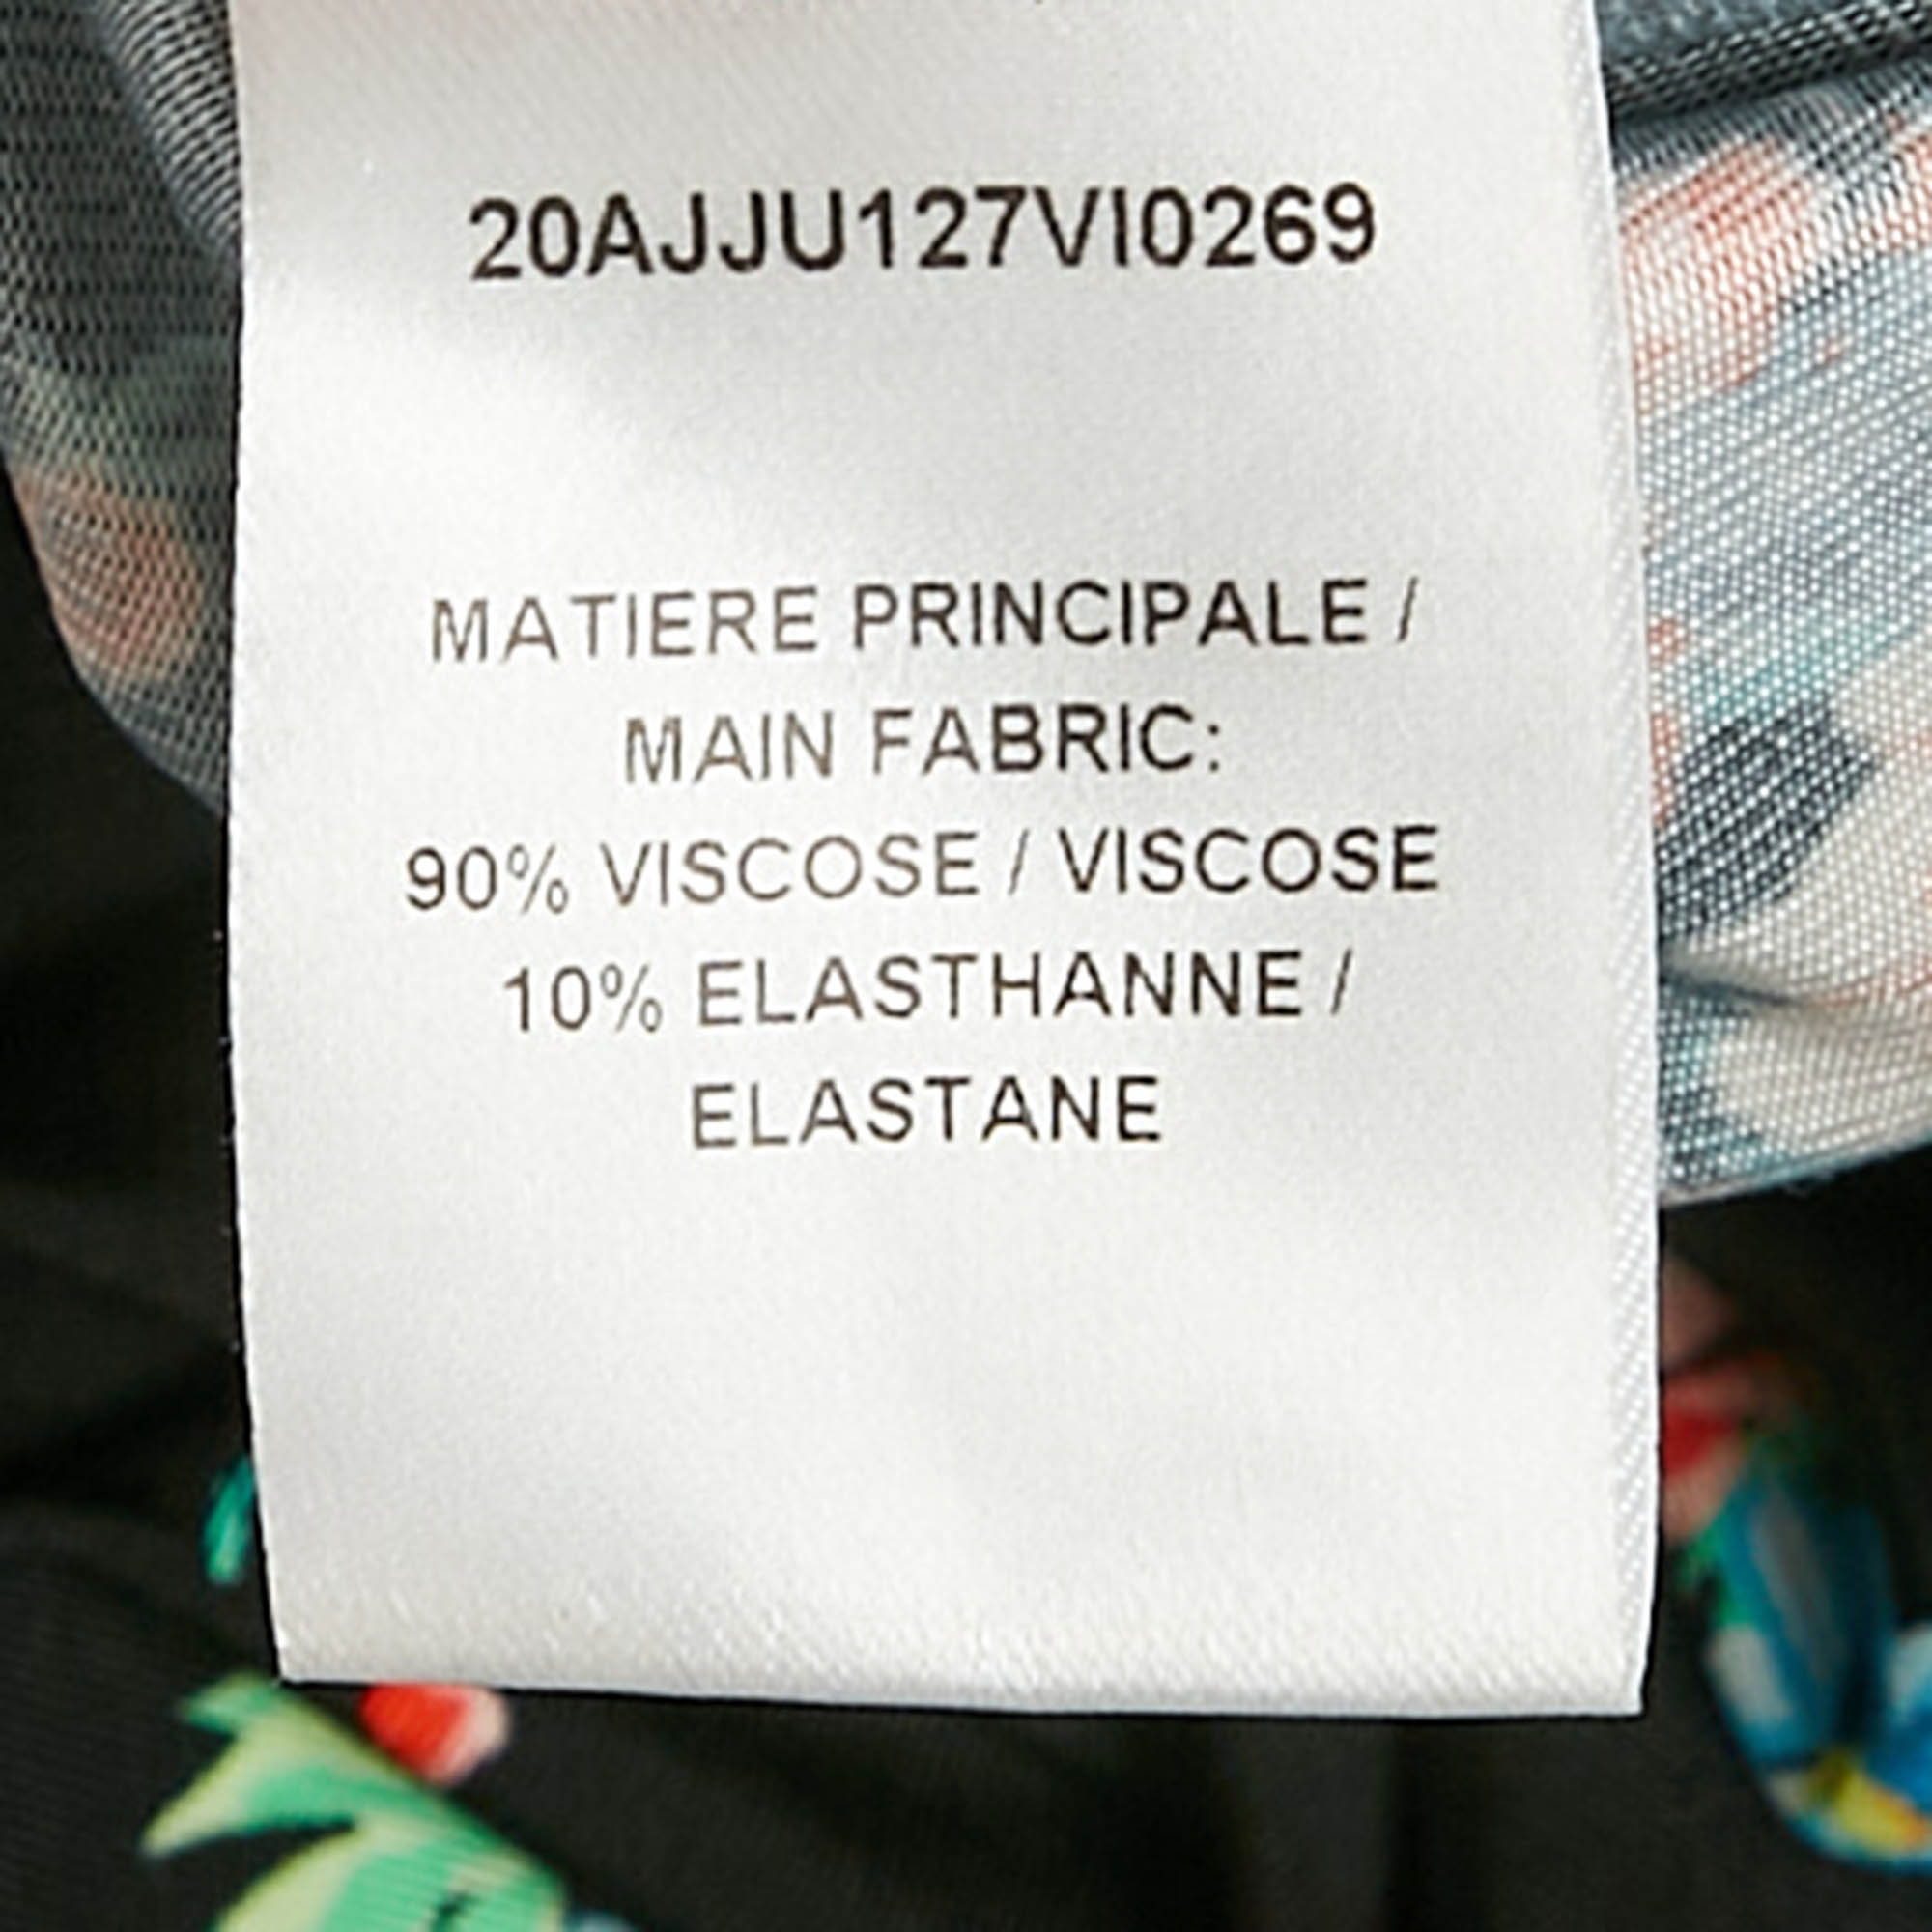 20AJJU127VI0269
MATIERE PRINCIPALE /
MAIN FABRIC:
90% VISCOSE / VISCOSE
10% ELASTHANNE /
ELASTANE